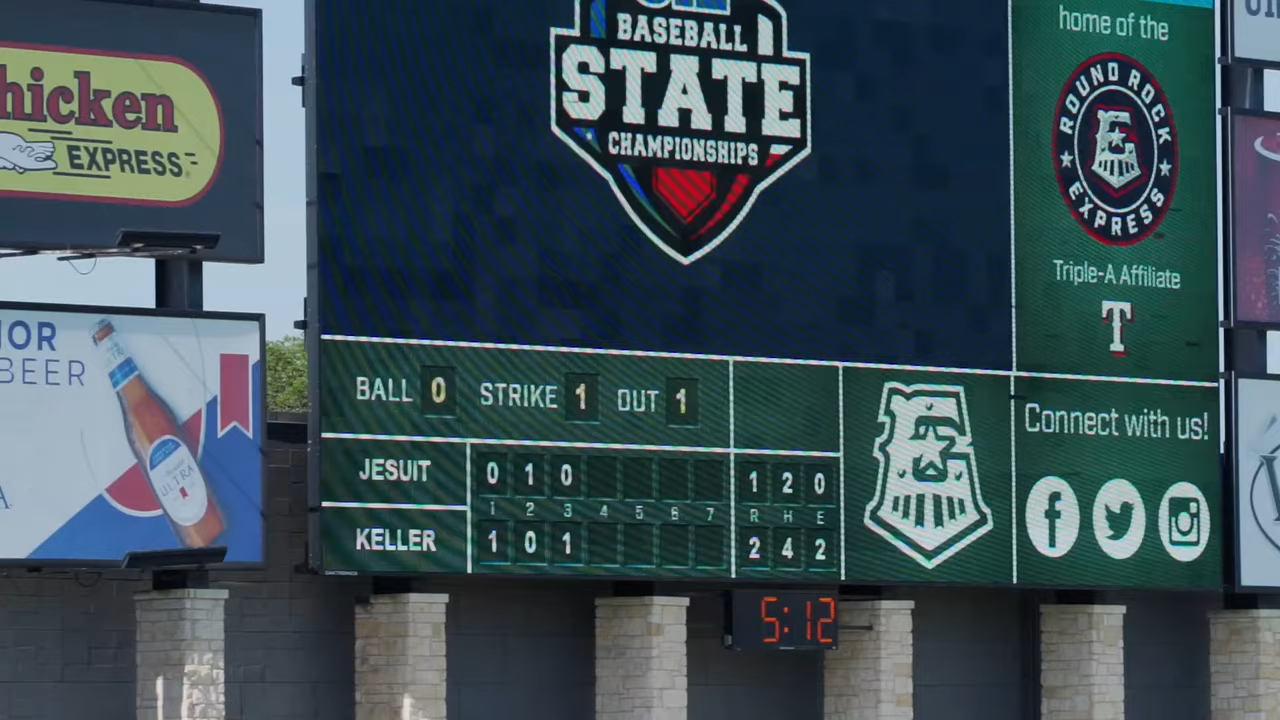 hicken
EXPRESS
JOR
BEER
ULTRA
BASEBALL
STATE
CHAMPIONSHIPS
home of the
ROUND ROCK
EXPRESS
E
Triple-A Affiliate
T
BALL 0 STRIKE 1 OUT 1
JESUIT 0 1 0 1 2 0
1 2 3 4 5 6 7 R H E
KELLER 1 0 1 2 4 2
E
Connect with us!
5:12